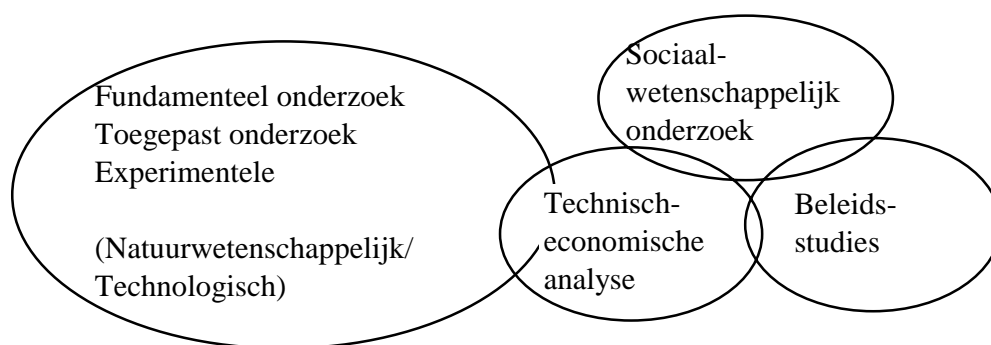 Fundamenteel onderzoek
Toegepast onderzoek
Experimentele
(Natuurwetenschappelijk/
Technologisch)
Sociaal-
wetenschappelijk
onderzoek
Technisch-
economische
analyse
Beleids-
studies